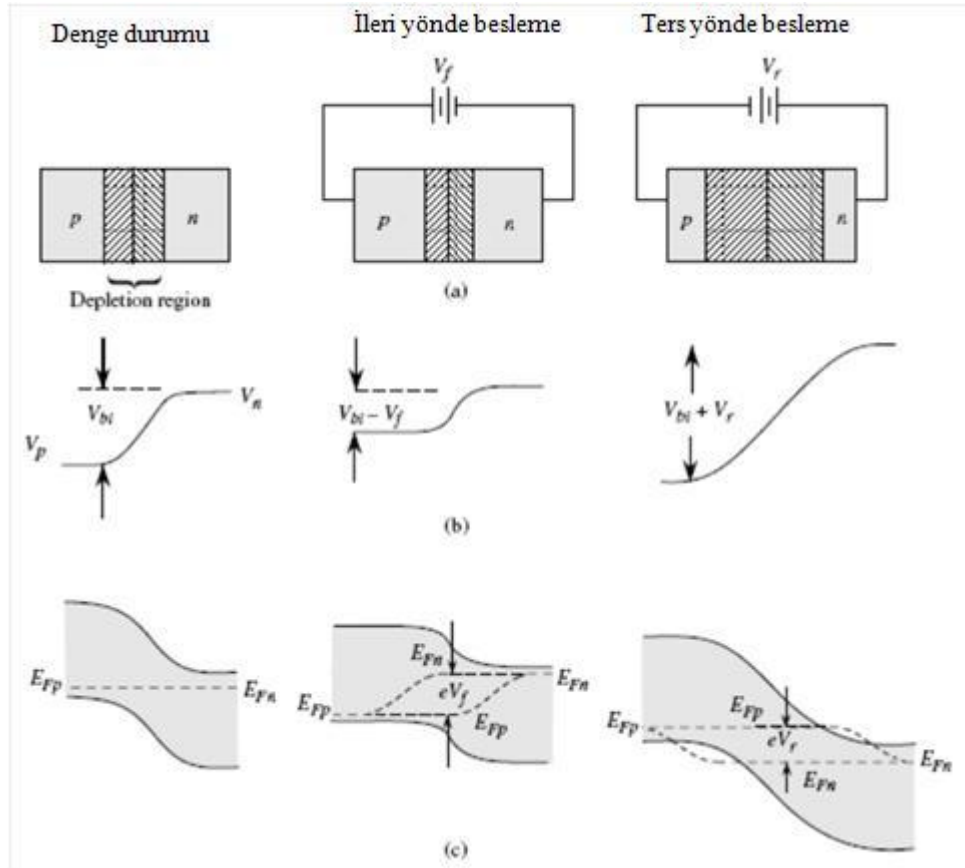 Denge durumu
İleri yönde besleme
Ters yönde besleme
V_f
V_r
p
n
p
n
p
n
Depletion region
(a)
V_bi
V_n
V_p
V_bi – V_f
V_bi + V_r
(b)
E_Fp
E_Fn
E_Fn
eV_f
E_Fn
E_Fp
E_Fp
E_Fp
E_Fp
eV_r
E_Fn
E_Fn
(c)